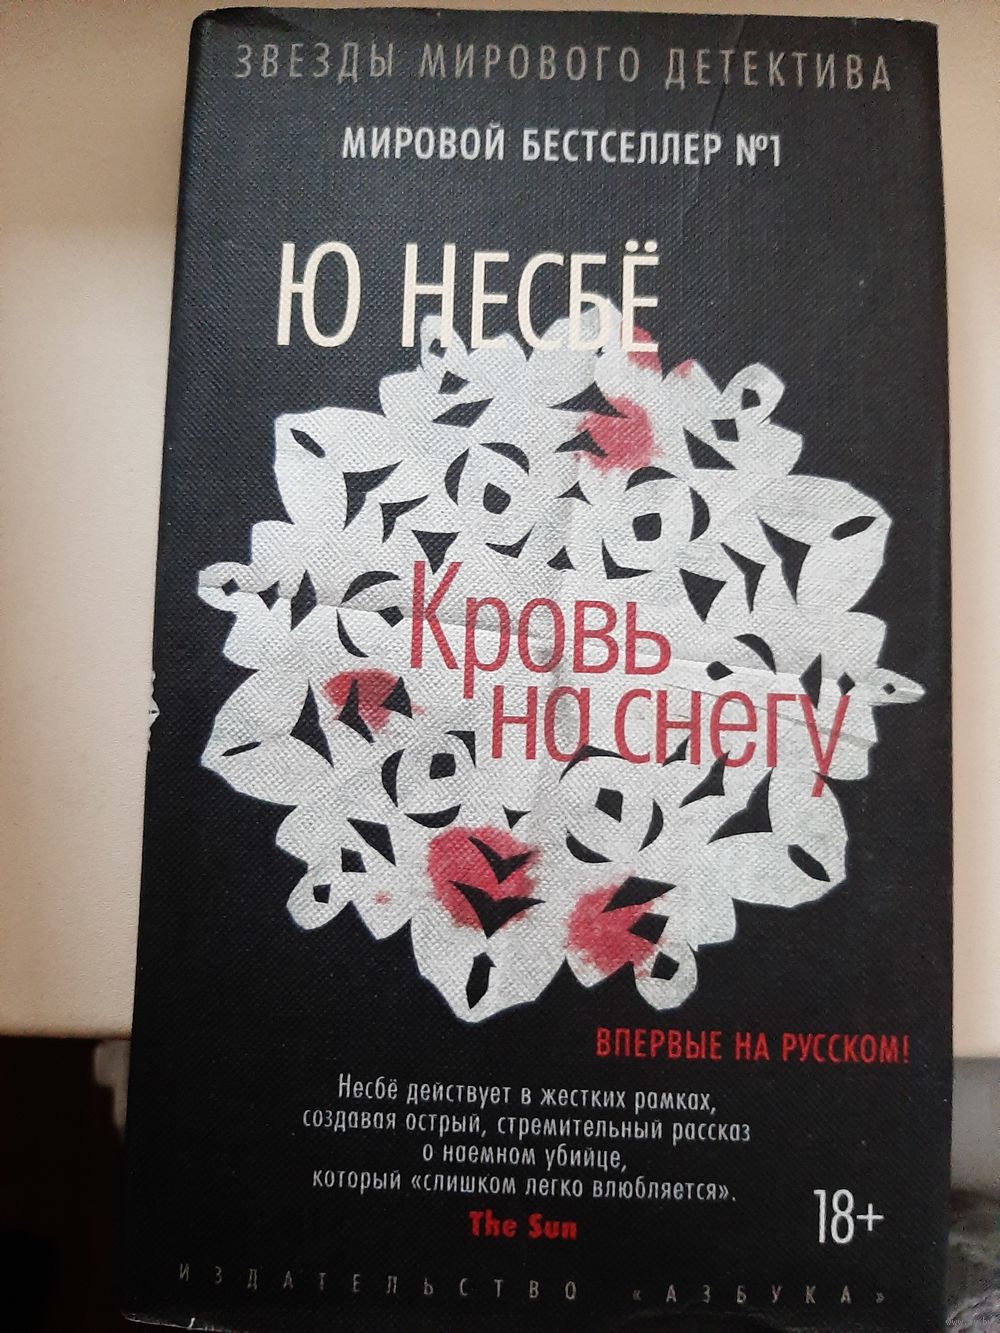 ЗВЕЗДЫ МИРОВОГО ДЕТЕКТИВА
МИРОВОЙ БЕСТСЕЛЛЕР №1
Ю НЕСБЁ
Кровь
на снегу
ВПЕРВЫЕ НА РУССКОМ!
Несбё действует в жестких рамках,
создавая острый, стремительный рассказ
о наемном убийце,
который «слишком легко влюбляется».
The Sun
18+
ИЗДАТЕЛЬСТВО «АЗБУКА»